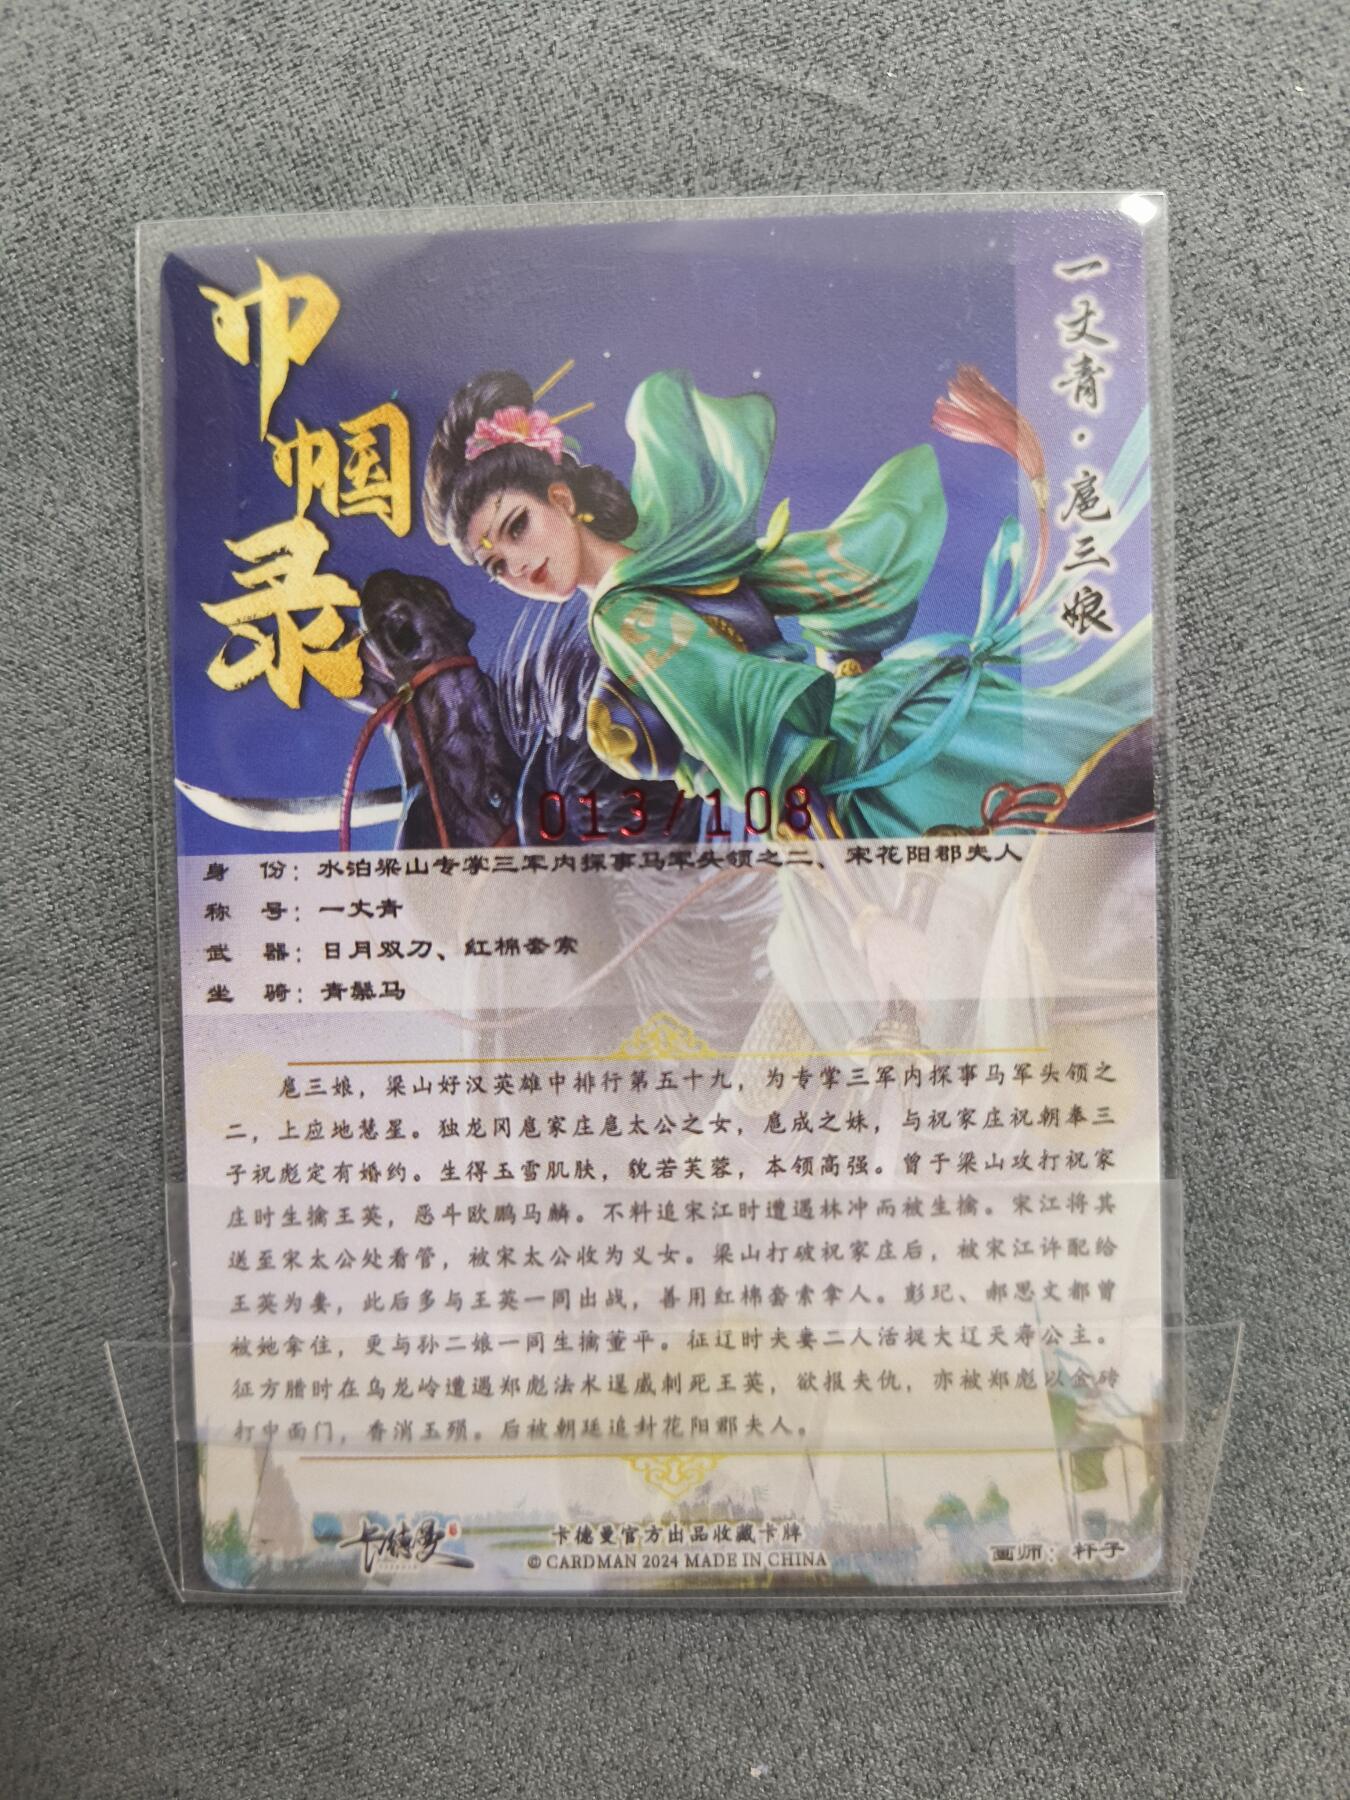 巾帼录
一丈青·扈三娘
013/108
身 份：水泊梁山专掌三军内探事马军头领之二、宋花阳郡夫人
称 号：一丈青
武 器：日月双刀、红棉套索
坐 骑：青鬃马
扈三娘，梁山好汉英雄中排行第五十九，为专掌三军内探事马军头领之
二，上应地慧星。独龙冈扈家庄扈太公之女，扈成之妹，与祝家庄祝朝奉三
子祝彪定有婚约。生得玉雪肌肤，貌若芙蓉，本领高强。曾于梁山攻打祝家
庄时生擒王英，恶斗欧鹏马麟。不料追宋江时遭遇林冲而被生擒。宋江将其
送至宋太公处看管，被宋太公收为义女。梁山打破祝家庄后，被宋江许配给
王英为妻，此后多与王英一同出战，善用红棉套索拿人。彭玘、郝思文都曾
被她拿住，更与孙二娘一同生擒董平。征辽时夫妻二人活捉大辽天寿公主。
征方腊时在乌龙岭遭遇郑彪法术逞威刺死王英，欲报夫仇，亦被郑彪以金砖
打中面门，香消玉殒。后被朝廷追封花阳郡夫人。
卡德曼
卡德曼官方出品收藏卡牌
© CARDMAN 2024 MADE IN CHINA
画师：轩子